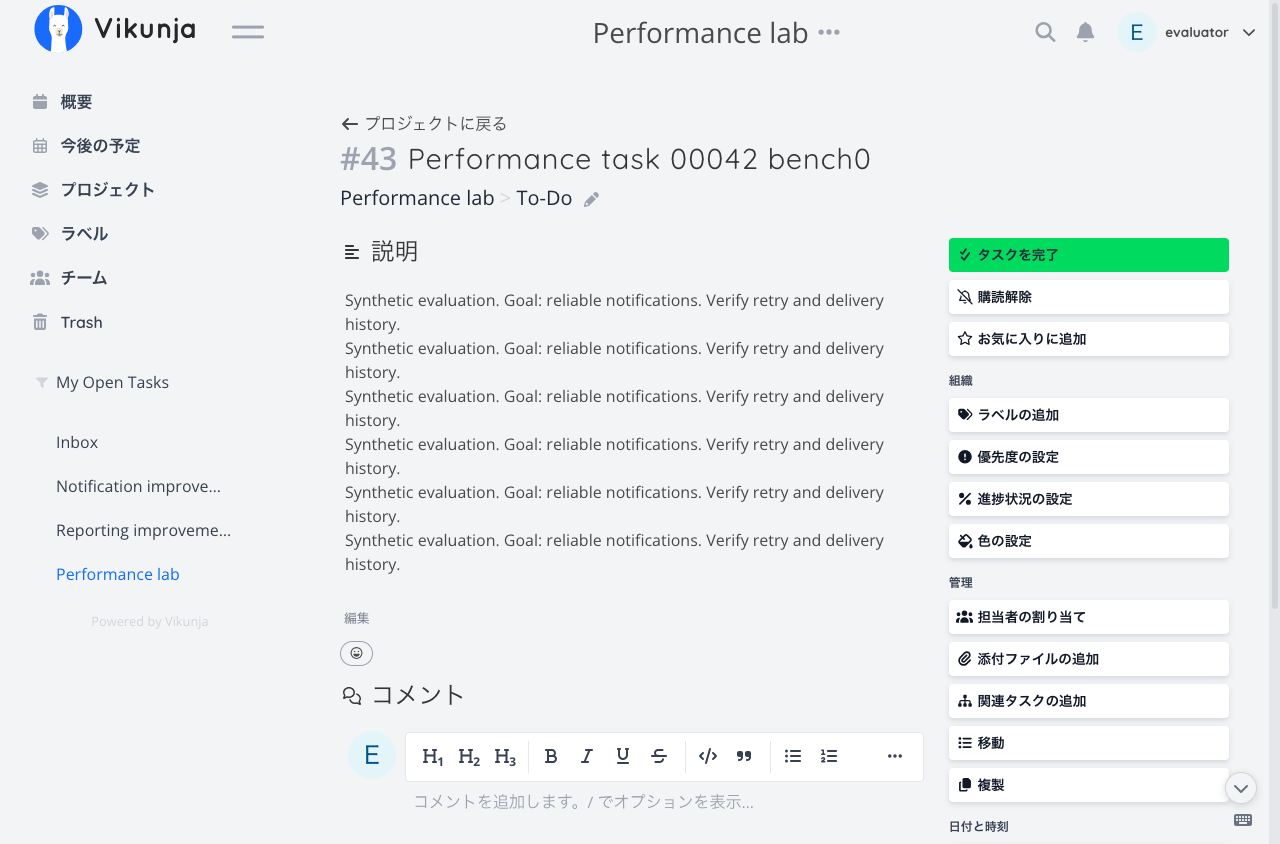 Vikunja
Performance lab
E evaluator
概要
今後の予定
プロジェクト
ラベル
チーム
Trash
My Open Tasks
Inbox
Notification improve...
Reporting improveme...
Performance lab
Powered by Vikunja
プロジェクトに戻る
#43 Performance task 00042 bench0
Performance lab > To-Do
説明
Synthetic evaluation. Goal: reliable notifications. Verify retry and delivery
history.
Synthetic evaluation. Goal: reliable notifications. Verify retry and delivery
history.
Synthetic evaluation. Goal: reliable notifications. Verify retry and delivery
history.
Synthetic evaluation. Goal: reliable notifications. Verify retry and delivery
history.
Synthetic evaluation. Goal: reliable notifications. Verify retry and delivery
history.
Synthetic evaluation. Goal: reliable notifications. Verify retry and delivery
history.
編集
コメント
E
H1 H2 H3 B I U S
コメントを追加します。/ でオプションを表示...
タスクを完了
購読解除
お気に入りに追加
組織
ラベルの追加
優先度の設定
進捗状況の設定
色の設定
管理
担当者の割り当て
添付ファイルの追加
関連タスクの追加
移動
複製
日付と時刻